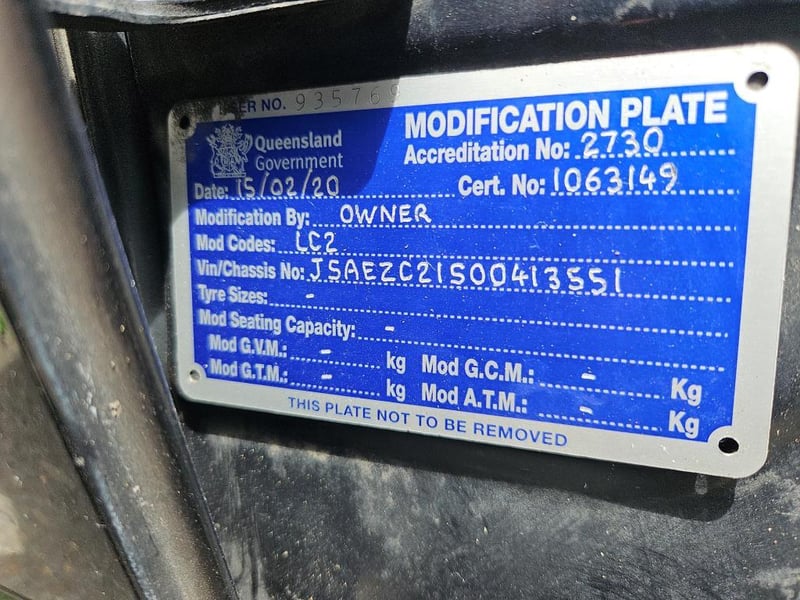 SER NO. 935769
MODIFICATION PLATE
Queensland
Government
Accreditation No: 2730
Date: 15/02/20 Cert. No: 1063149
Modification By: OWNER
Mod Codes: LC2
Vin/Chassis No: JSAEZC21S00413551
Tyre Sizes: -
Mod Seating Capacity: -
Mod G.V.M.: - kg Mod G.C.M.: - Kg
Mod G.T.M.: - kg Mod A.T.M.: - Kg
THIS PLATE NOT TO BE REMOVED